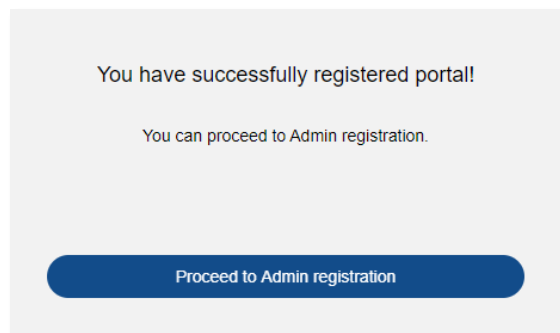 You have successfully registered portal!
You can proceed to Admin registration.
Proceed to Admin registration